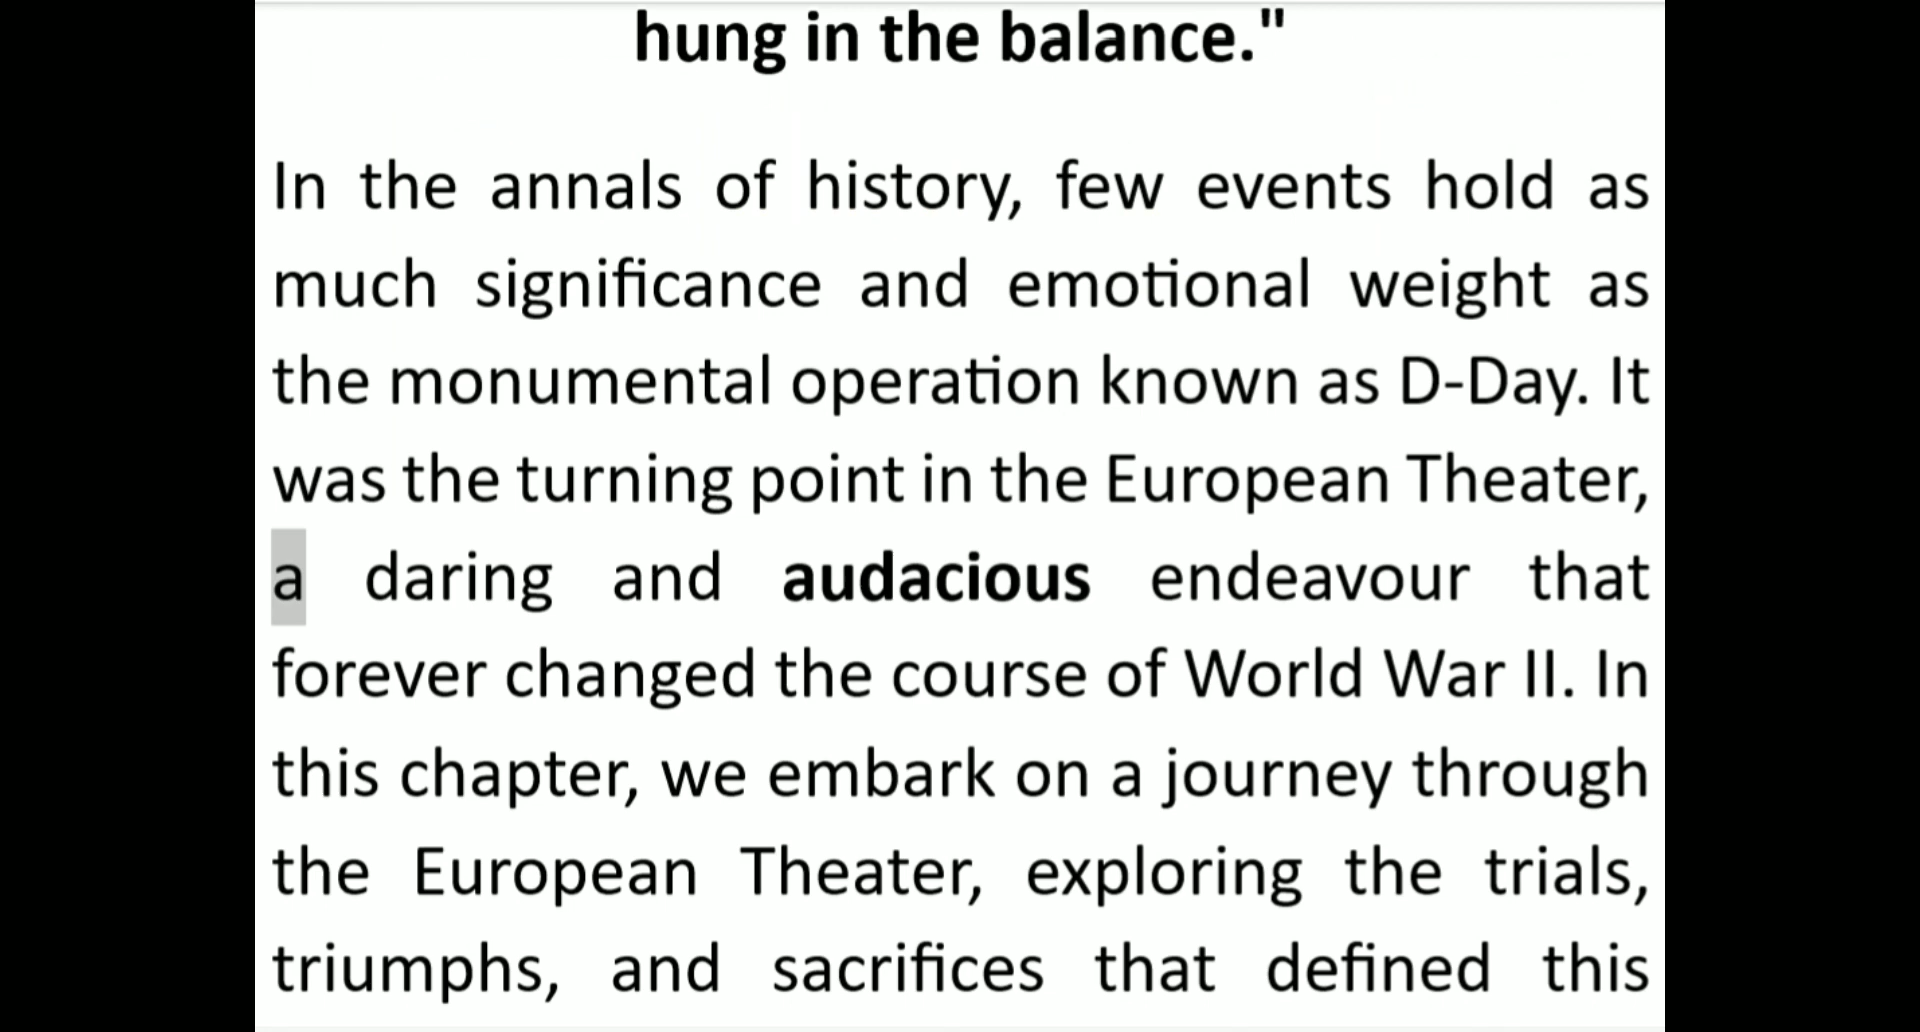 hung in the balance."
In the annals of history, few events hold as
much significance and emotional weight as
the monumental operation known as D-Day. It
was the turning point in the European Theater,
a daring and audacious endeavour that
forever changed the course of World War II. In
this chapter, we embark on a journey through
the European Theater, exploring the trials,
triumphs, and sacrifices that defined this